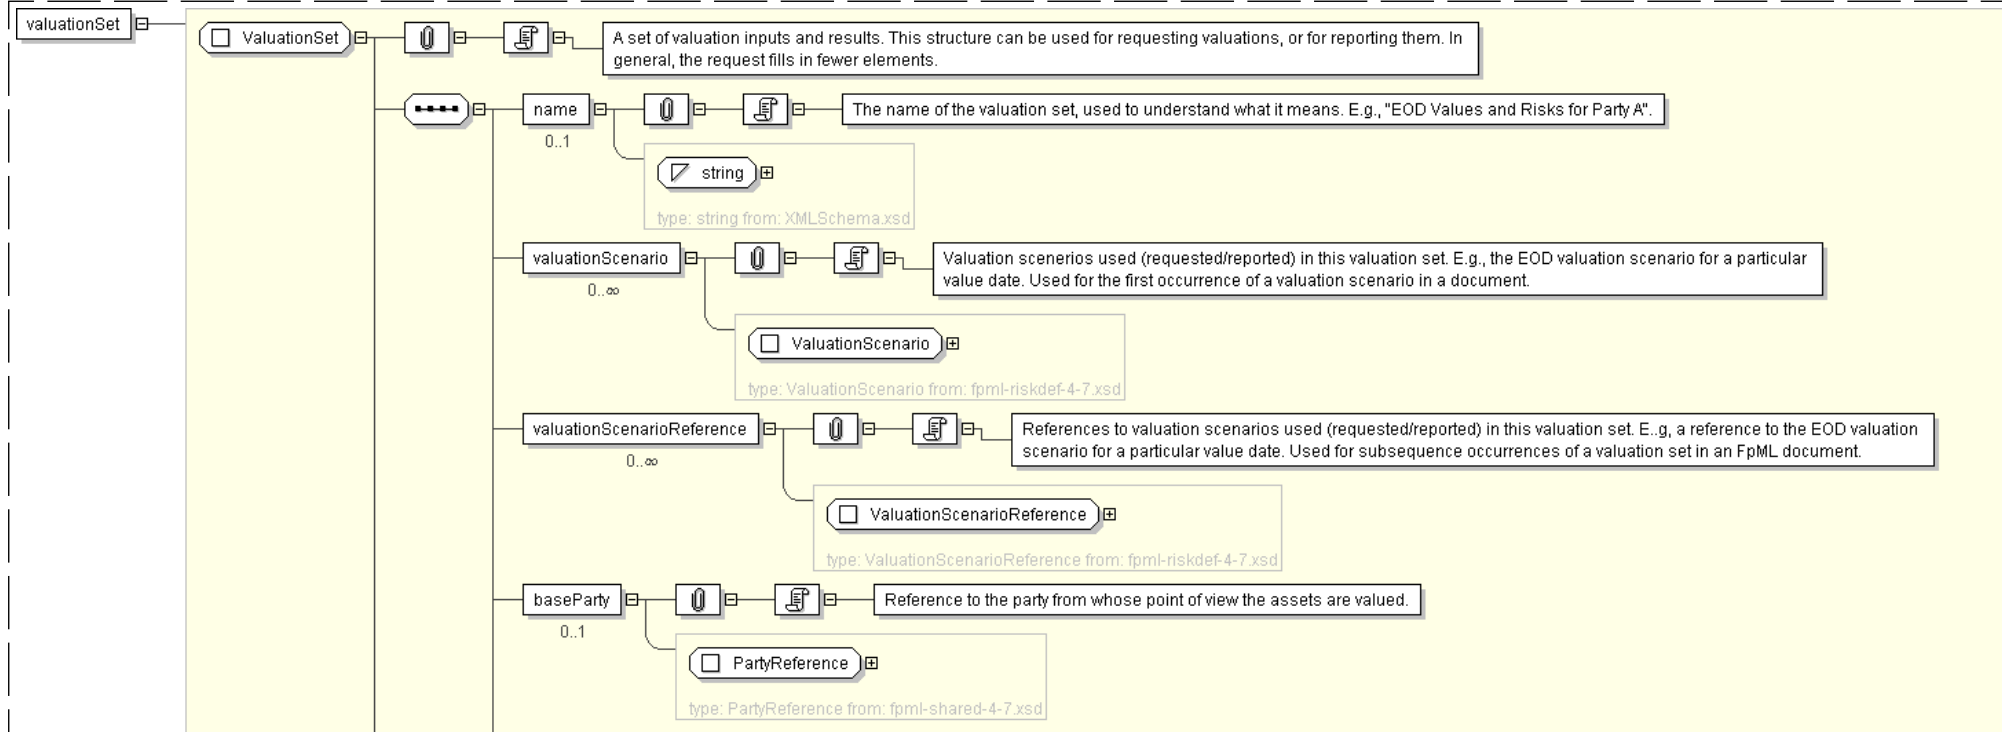 valuationSet
ValuationSet
A set of valuation inputs and results. This structure can be used for requesting valuations, or for reporting them. In
general, the request fills in fewer elements.
name
The name of the valuation set, used to understand what it means. E.g., "EOD Values and Risks for Party A".
0..1
string
type: string from: XMLSchema.xsd
valuationScenario
Valuation scenerios used (requested/reported) in this valuation set. E.g., the EOD valuation scenario for a particular
value date. Used for the first occurrence of a valuation scenario in a document.
0..∞
ValuationScenario
type: ValuationScenario from: fpml-riskdef-4-7.xsd
valuationScenarioReference
References to valuation scenarios used (requested/reported) in this valuation set. E..g, a reference to the EOD valuation
scenario for a particular value date. Used for subsequence occurrences of a valuation set in an FpML document.
0..∞
ValuationScenarioReference
type: ValuationScenarioReference from: fpml-riskdef-4-7.xsd
baseParty
Reference to the party from whose point of view the assets are valued.
0..1
PartyReference
type: PartyReference from: fpml-shared-4-7.xsd